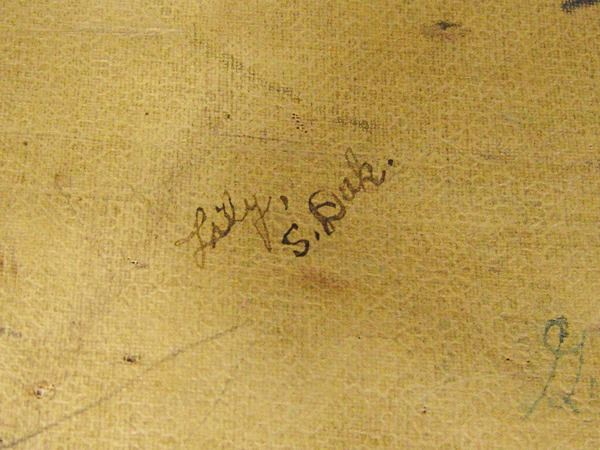 Lily,
S. Dak.